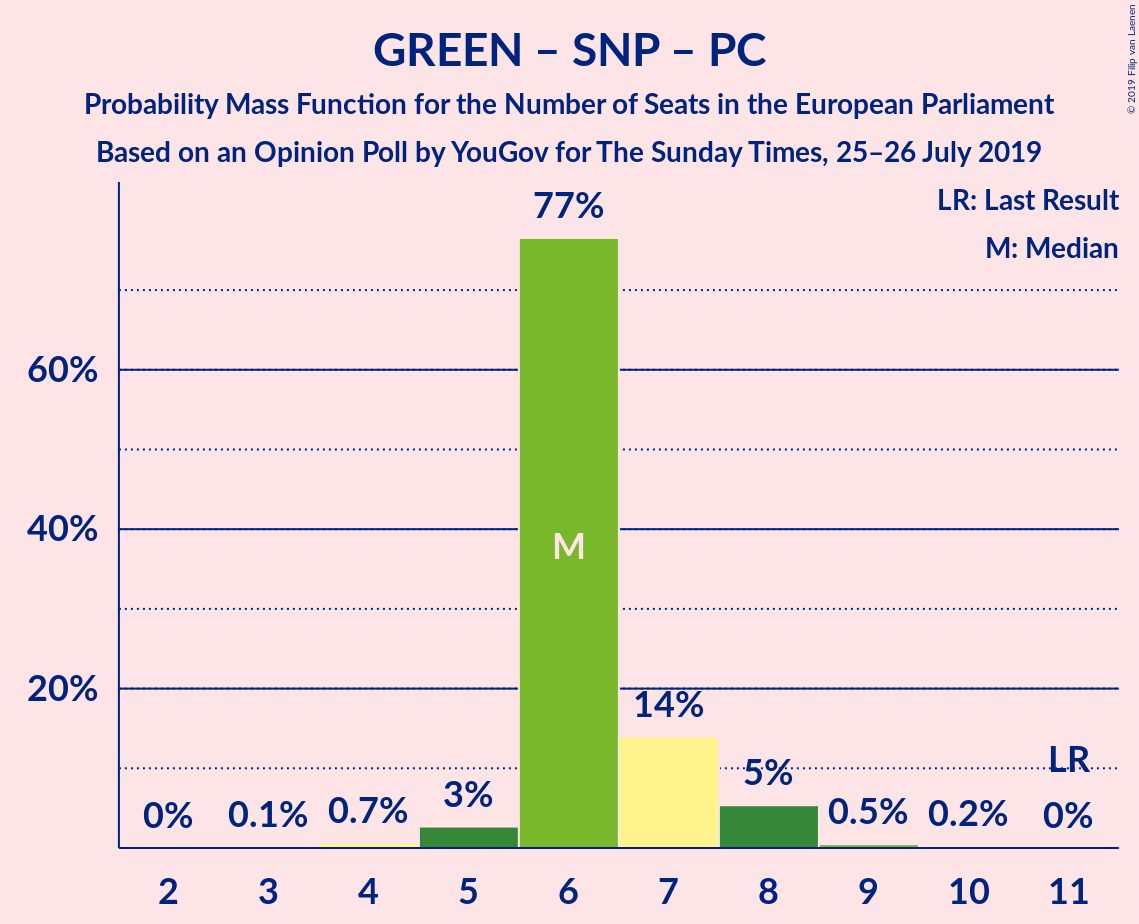 © 2019 Filip van Laenen
GREEN – SNP – PC
Probability Mass Function for the Number of Seats in the European Parliament
Based on an Opinion Poll by YouGov for The Sunday Times, 25–26 July 2019
LR: Last Result
M: Median
77%
60%
40%
20%
M
14%
LR
0%
0.1%
0.7%
3%
5%
0.5%
0.2%
0%
2
3
4
5
6
7
8
9
10
11